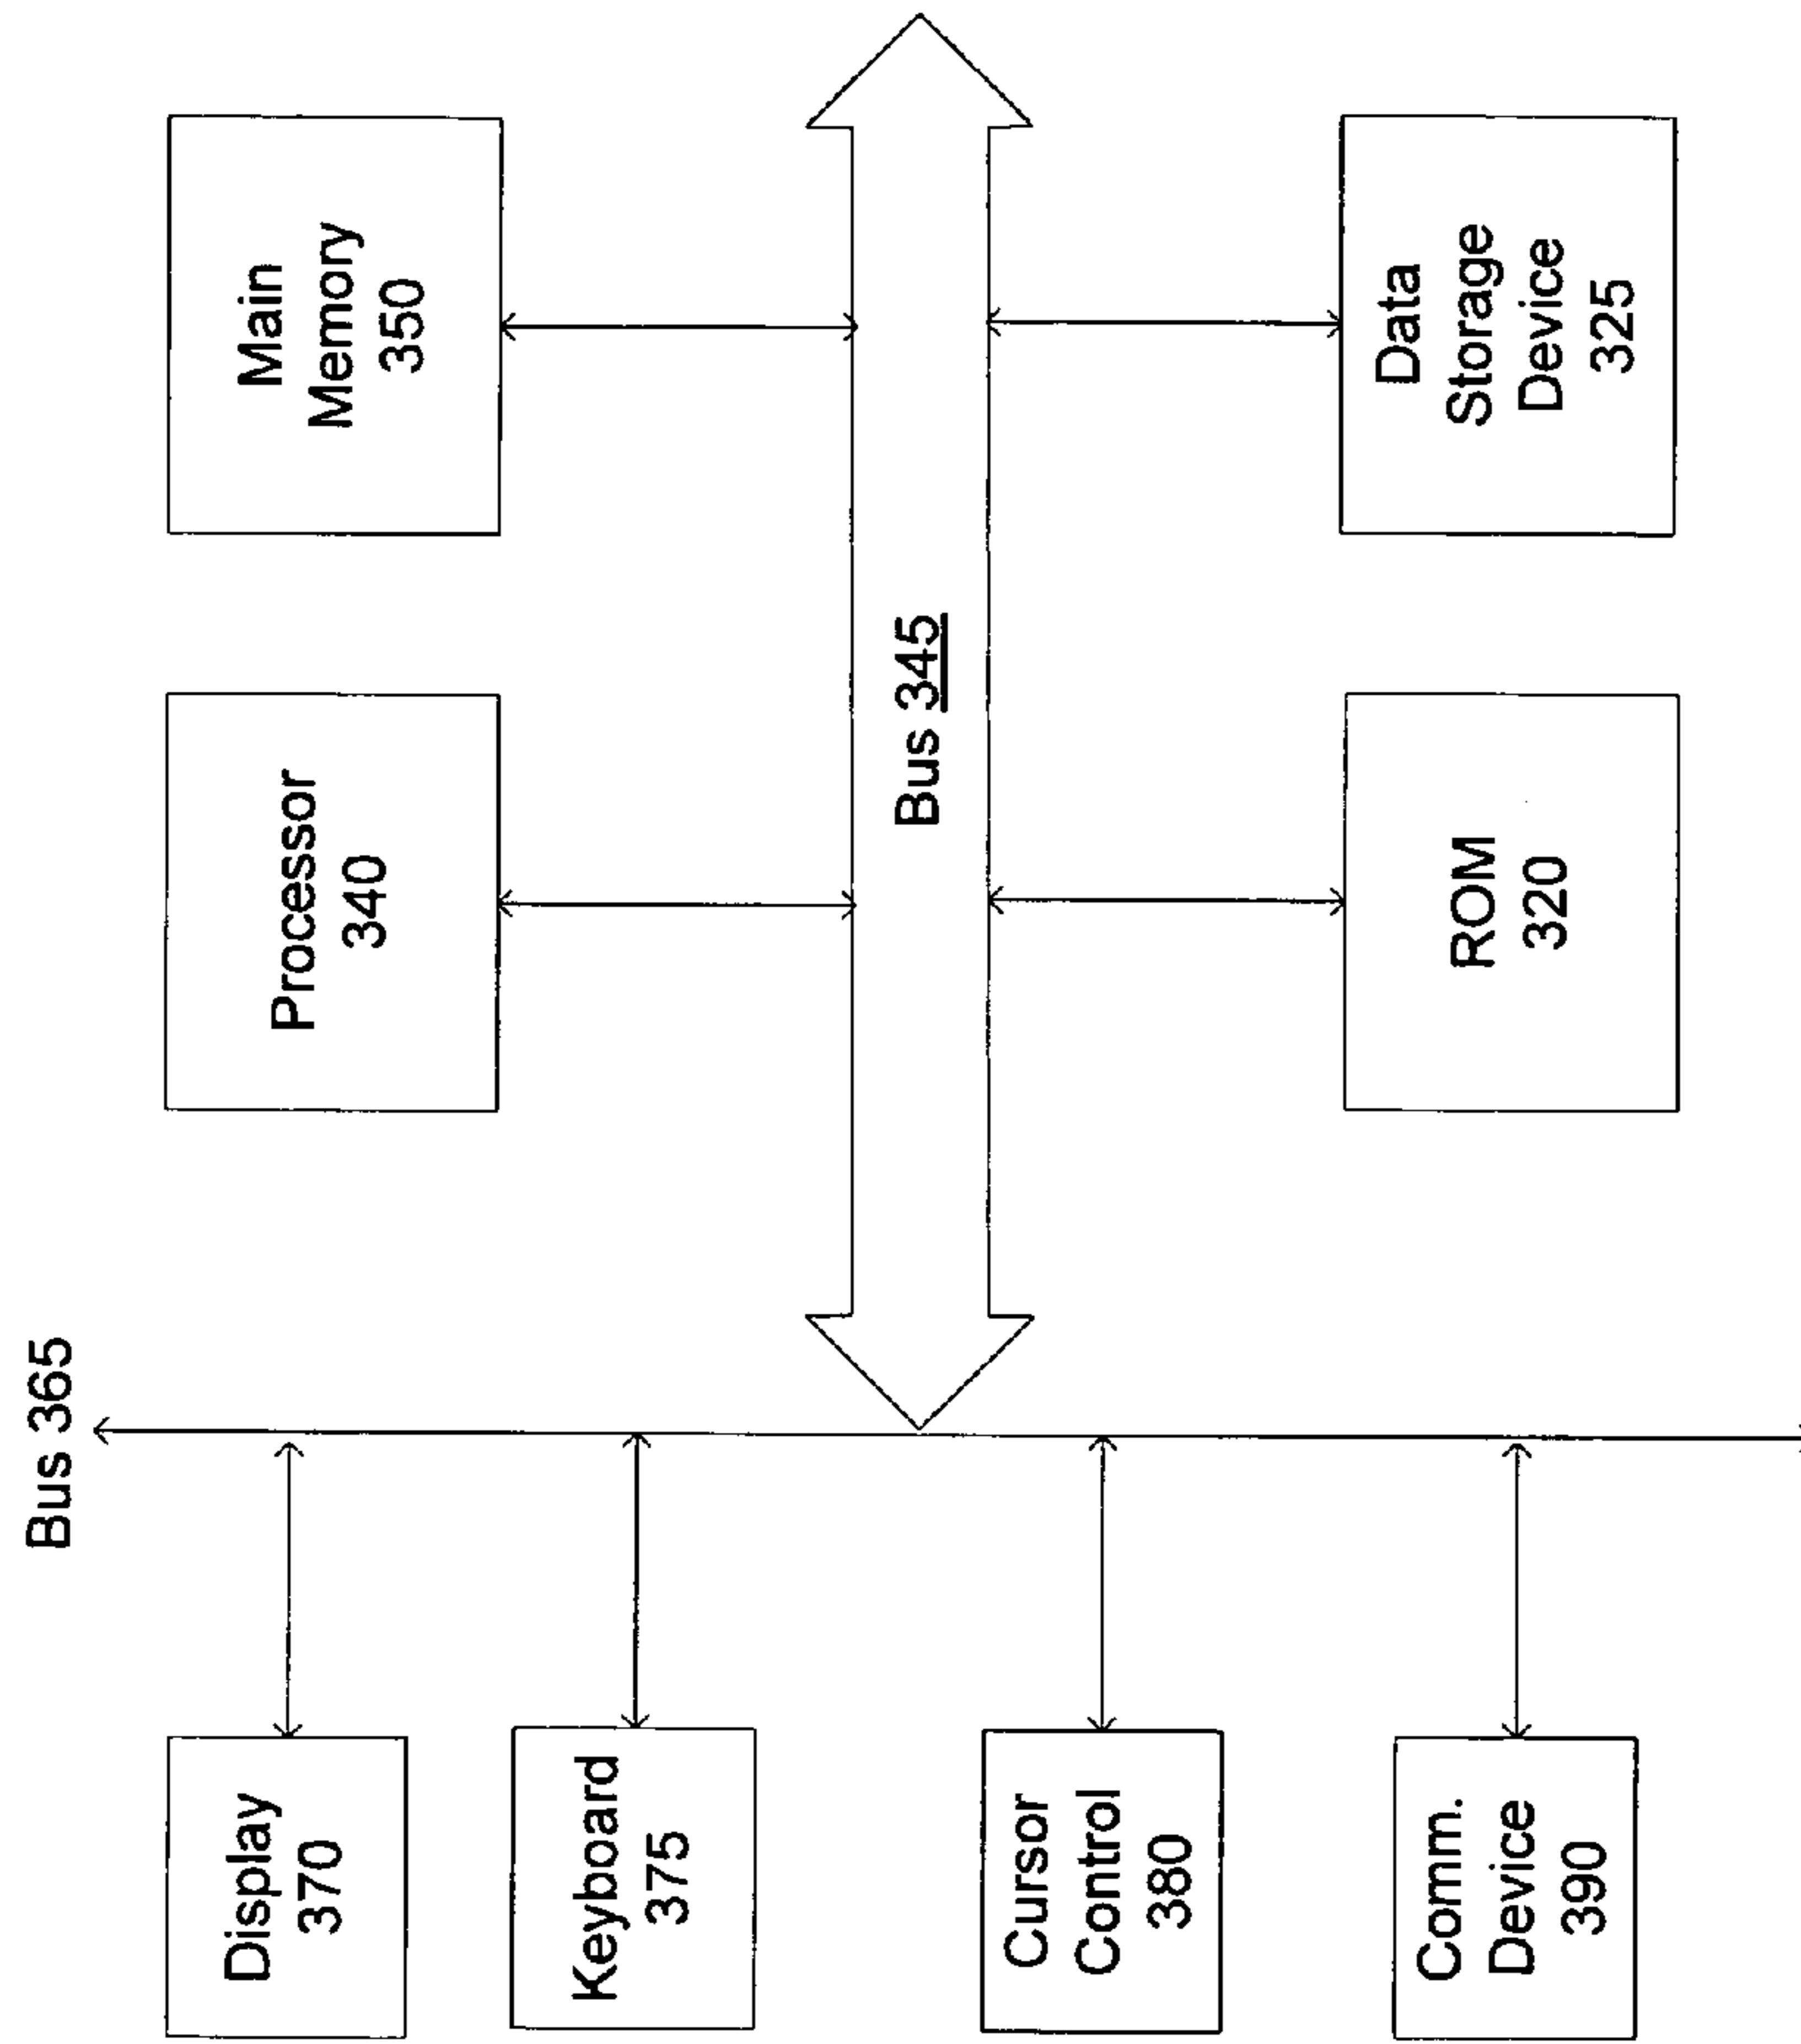 Bus 365
Display
370
Keyboard
375
Cursor
Control
380
Comm.
Device
390
Processor
340
Main
Memory
350
Bus 345
ROM
320
Data
Storage
Device
325